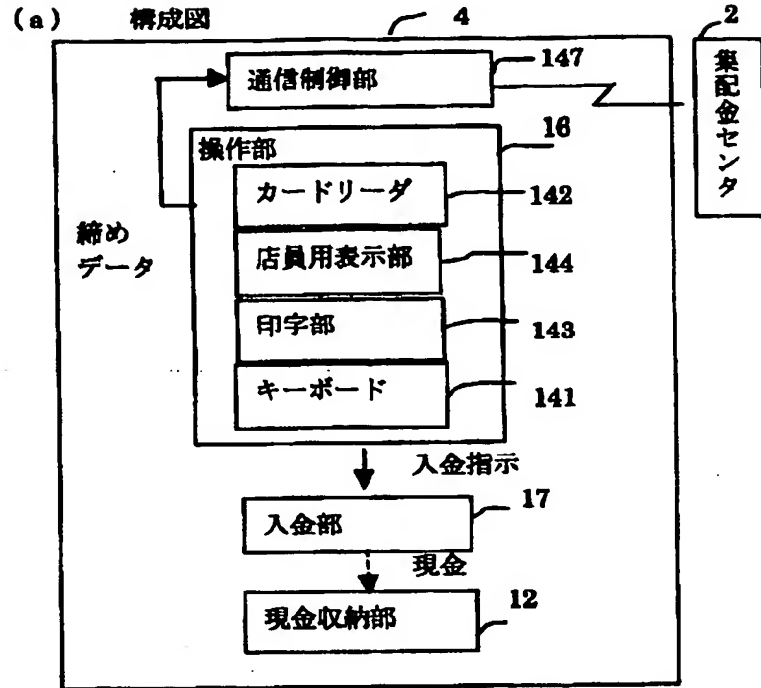 (a) 構成図
4
2
通信制御部
147
集配金センタ
16
操作部
カードリーダ
142
締め
データ
店員用表示部
144
印字部
143
キーボード
141
入金指示
入金部
17
現金
現金収納部
12